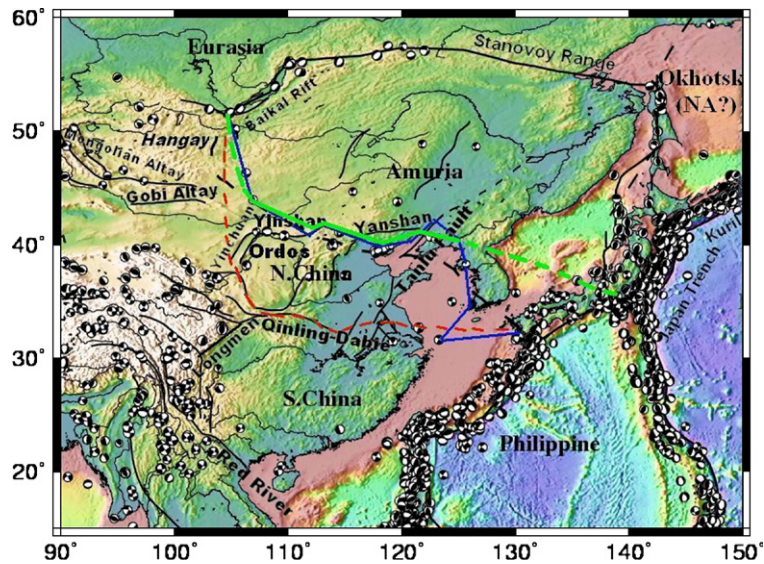 60°
Eurasia
Stanovoy Range
Okhotsk
(NA?)
Baikal Rift
50°
Hangay
Mongolian Altay
Amuria
Gobi Altay
Kuril
Yinshan
Yanshan
Yinchuan
Tanlu Fault
40°
Ordos
N.China
Japan Trench
Qinling-Dabie
Longmen
30°
S.China
Philippine
20°
Red River
90° 100° 110° 120° 130° 140° 150°